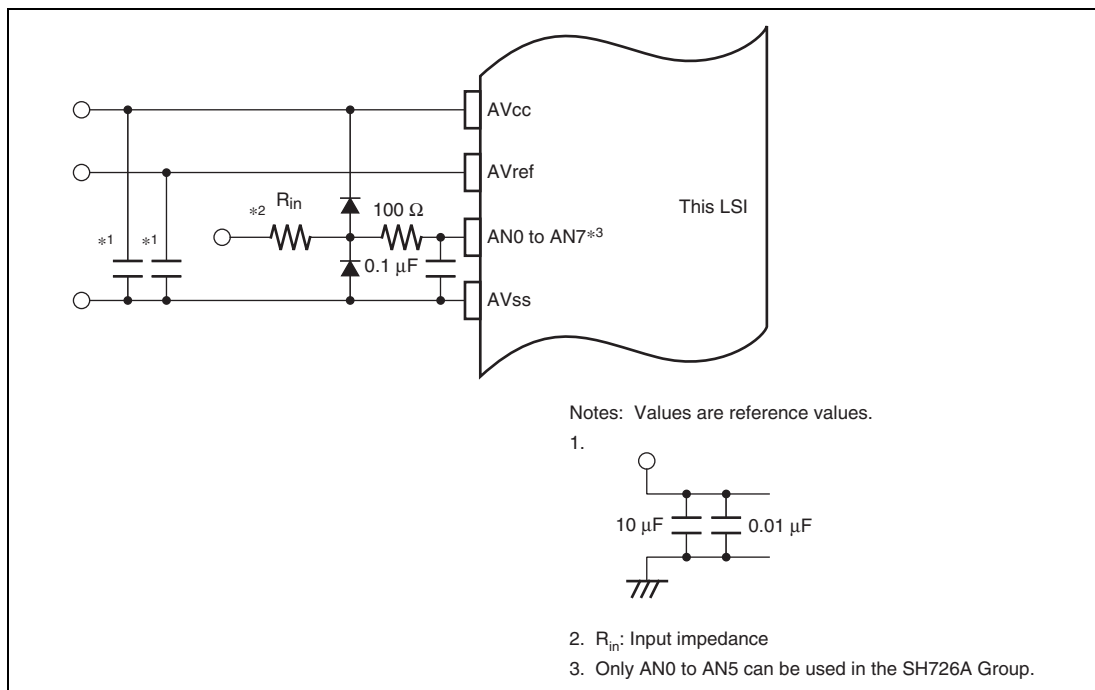 AVcc
AVref
This LSI
*2 Rin 100 Ω
AN0 to AN7*3
*1 *1
0.1 μF
AVss
Notes: Values are reference values.
1.
10 μF 0.01 μF
2. Rin: Input impedance
3. Only AN0 to AN5 can be used in the SH726A Group.